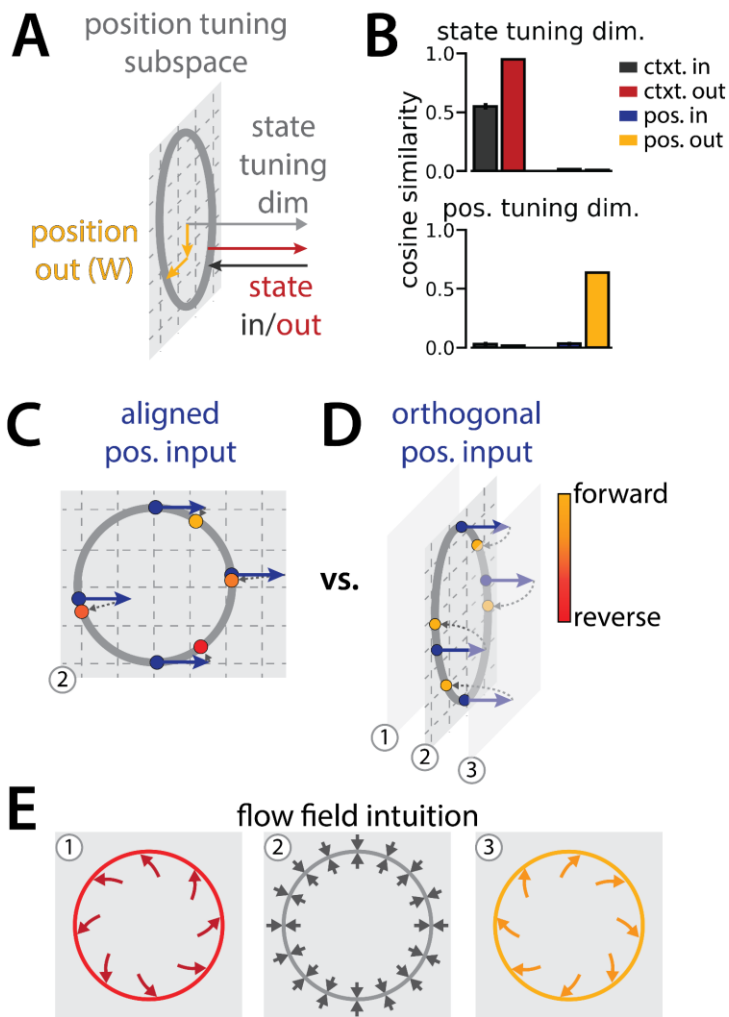 A
position tuning
subspace
state
tuning
dim
position
out (W)
state
in/out
B
state tuning dim.
1.0
0.5
0.0
ctxt. in
ctxt. out
pos. in
pos. out
cosine similarity
pos. tuning dim.
1.0
0.5
0.0
C
aligned
pos. input
2
vs.
D
orthogonal
pos. input
1
2
3
forward
reverse
E
flow field intuition
1
2
3